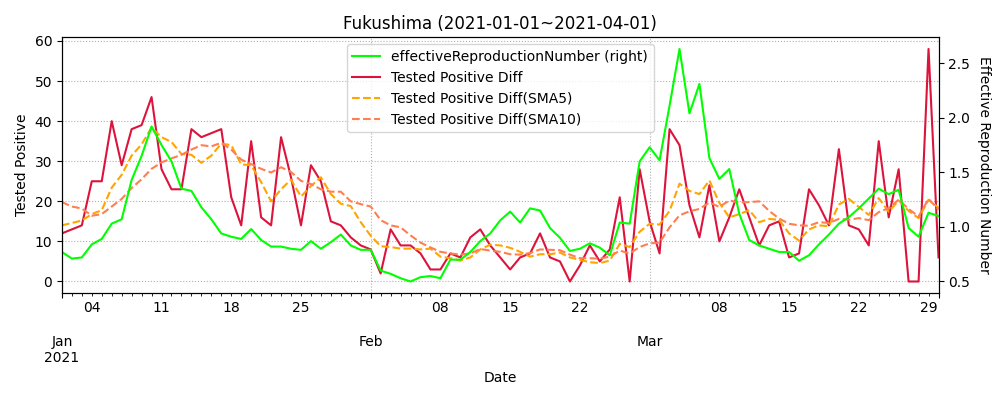 Fukushima (2021-01-01~2021-04-01)
effectiveReproductionNumber (right)
Tested Positive Diff
Tested Positive Diff(SMA5)
Tested Positive Diff(SMA10)
Tested Positive
60
50
40
30
20
10
0
2.5
2.0
1.5
1.0
0.5
Effective Reproduction Number
04 11 18 25 08 15 22 08 15 22 29
Jan Feb Mar
2021
Date